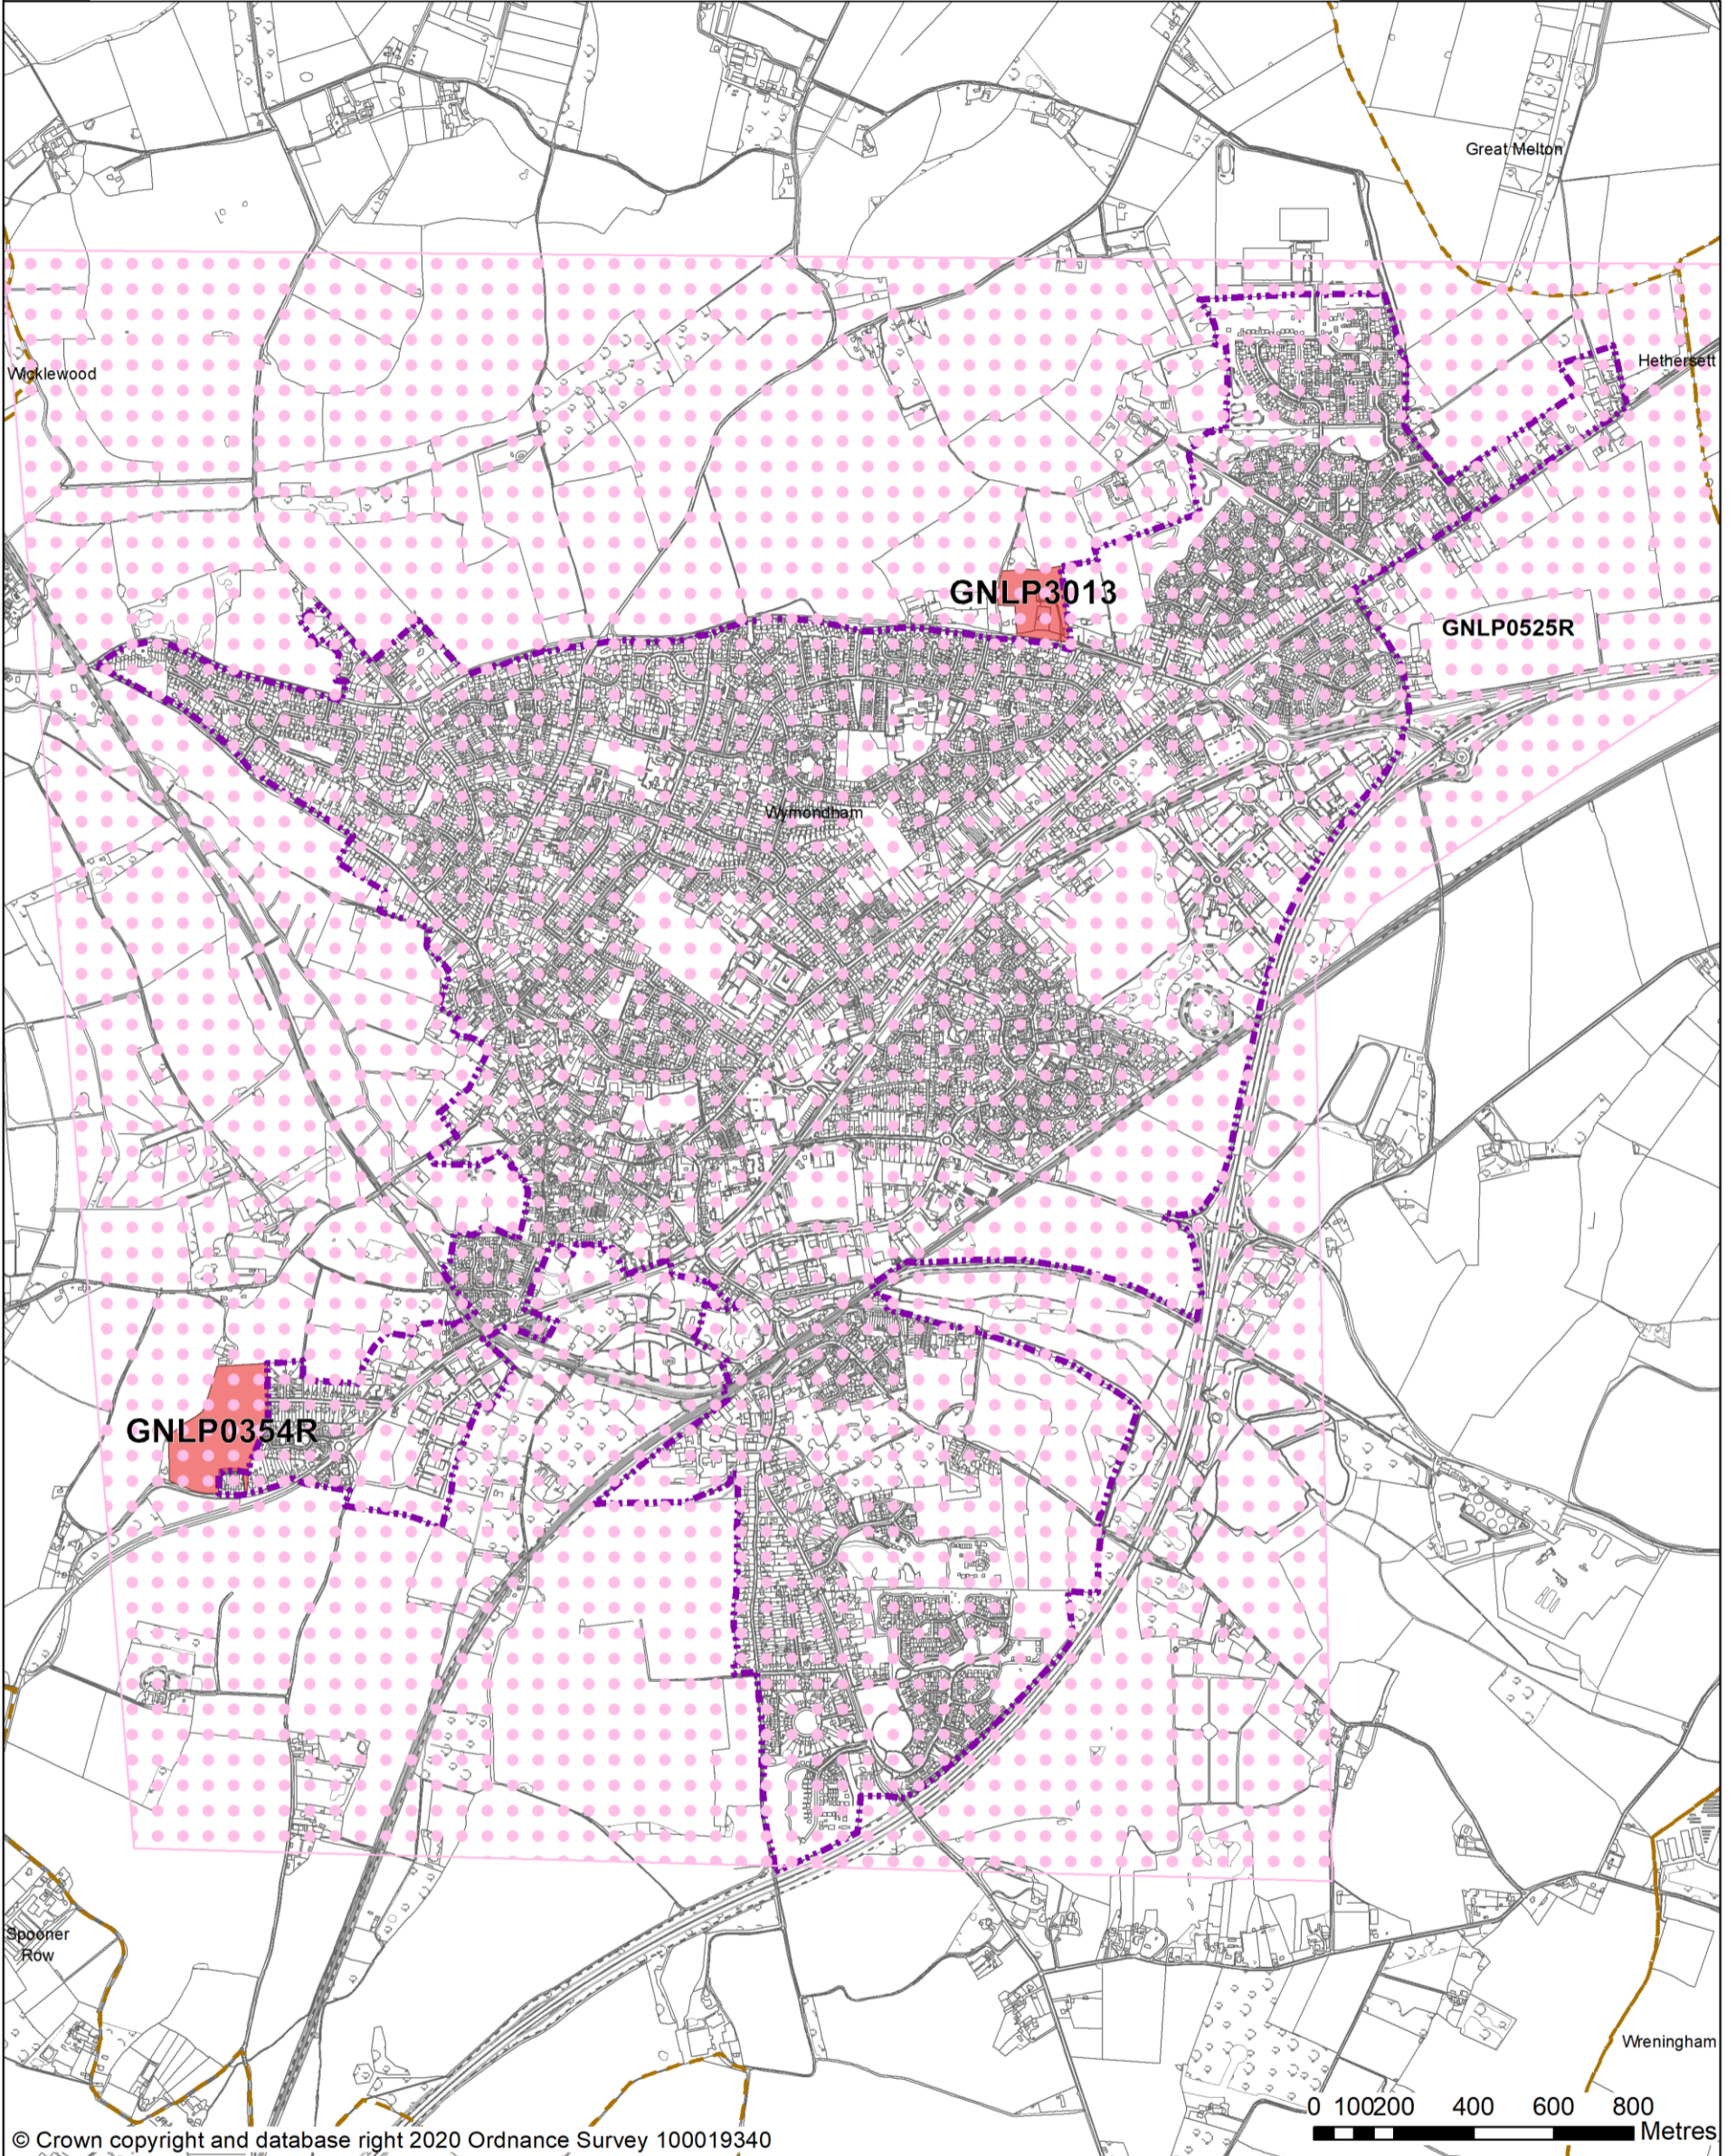 Great Melton
Wicklewood
Hethersett
GNLP3013
GNLP0525R
Wymondham
GNLP0354R
Spooner
Row
Wreningham
0 100200 400 600 800
Metres
© Crown copyright and database right 2020 Ordnance Survey 100019340